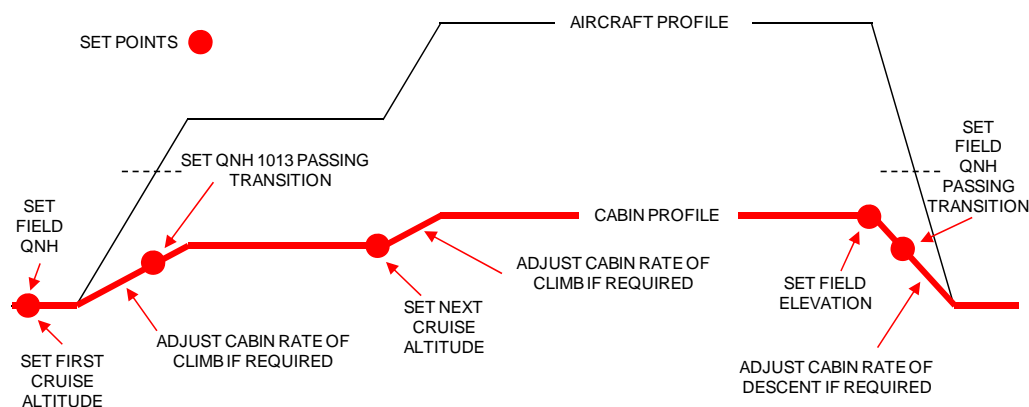 AIRCRAFT PROFILE
SET POINTS
SET
FIELD
QNH
PASSING
TRANSITION
SET QNH 1013 PASSING
TRANSITION
SET
FIELD
QNH
CABIN PROFILE
ADJUST CABIN RATE OF
CLIMB IF REQUIRED
SET FIELD
ELEVATION
SET NEXT
CRUISE
ALTITUDE
ADJUST CABIN RATE OF
CLIMB IF REQUIRED
SET FIRST
CRUISE
ALTITUDE
ADJUST CABIN RATE OF
DESCENT IF REQUIRED